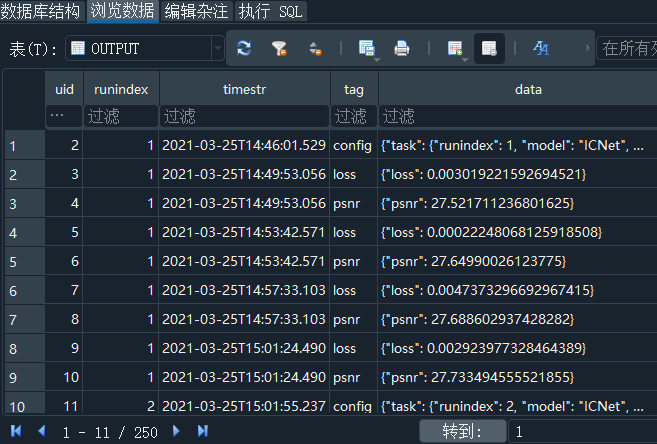 数据库结构 浏览数据 编辑杂注 执行 SQL
表(T): OUTPUT 在所有列
uid runindex timestr tag data
... 过滤 过滤 过滤 过滤
1 2 1 2021-03-25T14:46:01.529 config {"task": {"runindex": 1, "model": "ICNet", ...
2 3 1 2021-03-25T14:49:53.056 loss {"loss": 0.003019221592694521}
3 4 1 2021-03-25T14:49:53.056 psnr {"psnr": 27.521711236801625}
4 5 1 2021-03-25T14:53:42.571 loss {"loss": 0.00022248068125918508}
5 6 1 2021-03-25T14:53:42.571 psnr {"psnr": 27.64990026123775}
6 7 1 2021-03-25T14:57:33.103 loss {"loss": 0.0047373296692967415}
7 8 1 2021-03-25T14:57:33.103 psnr {"psnr": 27.688602937428282}
8 9 1 2021-03-25T15:01:24.490 loss {"loss": 0.002923977328464389}
9 10 1 2021-03-25T15:01:24.490 psnr {"psnr": 27.733494555521855}
10 11 2 2021-03-25T15:01:55.237 config {"task": {"runindex": 2, "model": "ICNet", ...
1 - 11 / 250 转到: 1